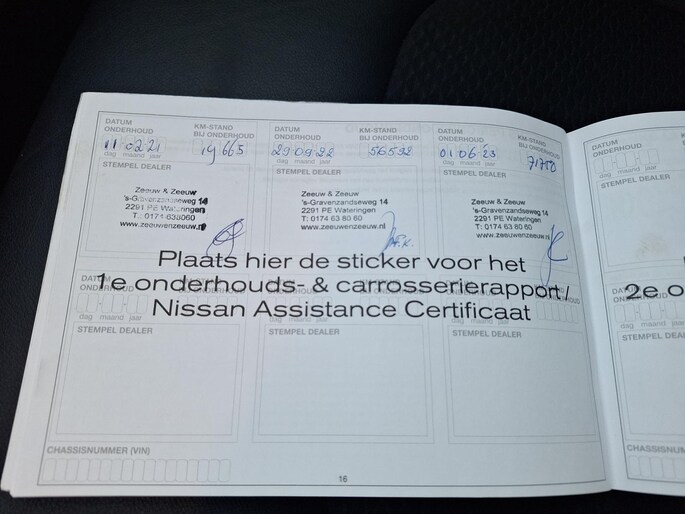 DATUM ONDERHOUD KM-STAND BIJ ONDERHOUD DATUM ONDERHOUD KM-STAND BIJ ONDERHOUD DATUM ONDERHOUD KM-STAND BIJ ONDERHOUD DATUM ONDERHOUD
11 02 21 19665 29 09 22 56592 01 06 23 71750
dag maand jaar dag maand jaar dag maand jaar dag maand jaar
STEMPEL DEALER STEMPEL DEALER STEMPEL DEALER STEMPEL DEALER
Zeeuw & Zeeuw
's-Gravenzandseweg 14
2291 PE Wateringen
T: 0174 638060
www.zeeuwenzeeuw.nl
Zeeuw & Zeeuw
's-Gravenzandseweg 14
2291 PE Wateringen
T: 0174 63 80 60
www.zeeuwenzeeuw.nl
Zeeuw & Zeeuw
's-Gravenzandseweg 14
2291 PE Wateringen
T: 0174 63 80 60
www.zeeuwenzeeuw.nl
Plaats hier de sticker voor het
1e onderhouds- & carrosserierapport /
Nissan Assistance Certificaat
2e o
dag maand jaar
STEMPEL DEALER STEMPEL DEALER STEMPEL DEALER STEMPEL DEALER
CHASSISNUMMER (VIN)
16